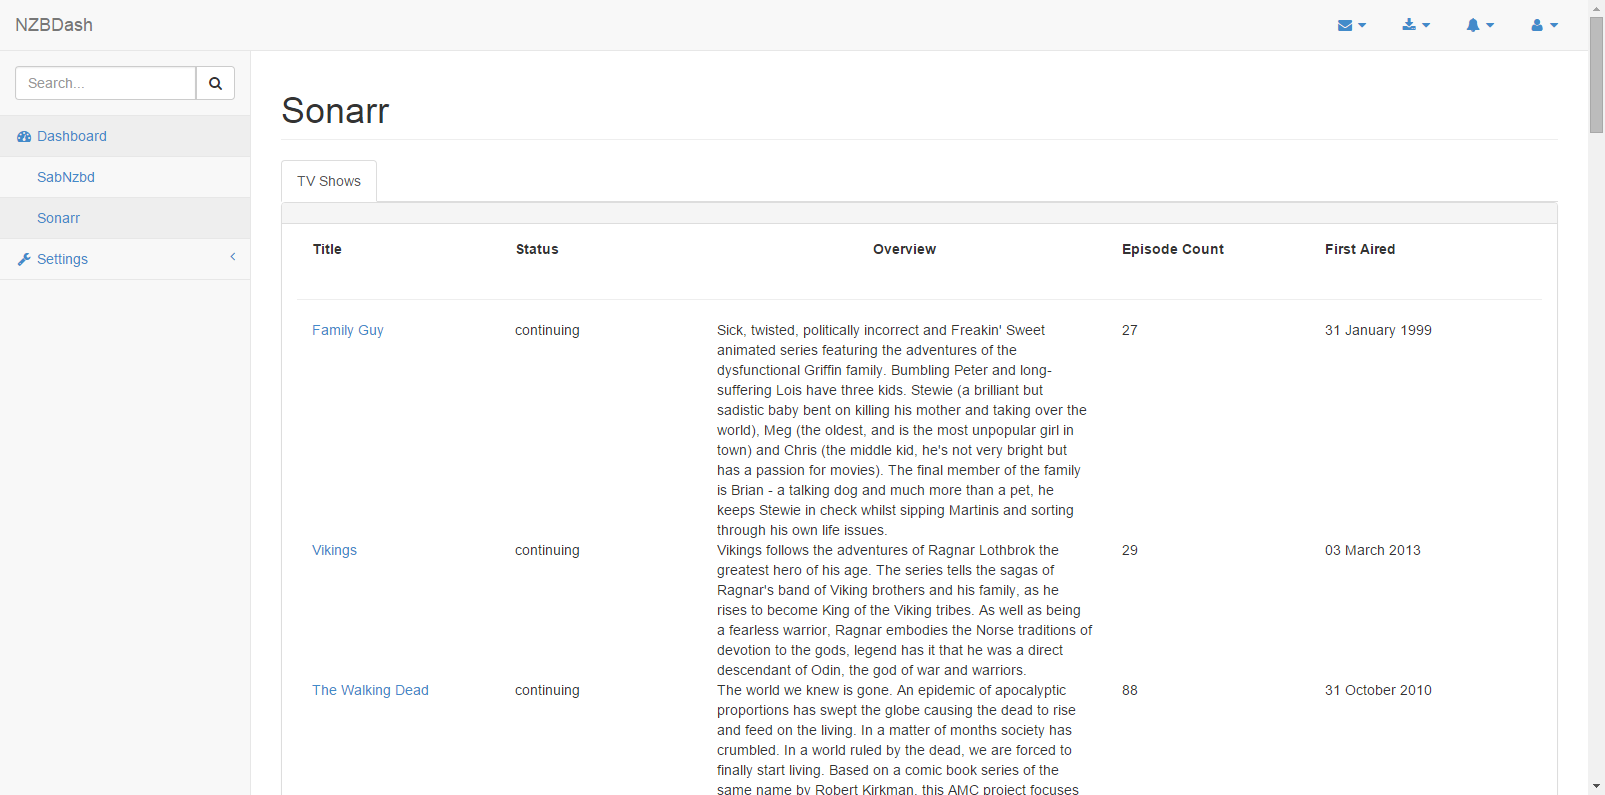 NZBDash
Search...
Dashboard
SabNzbd
Sonarr
Settings
Sonarr
TV Shows
Title Status Overview Episode Count First Aired
Family Guy continuing Sick, twisted, politically incorrect and Freakin' Sweet 27 31 January 1999
animated series featuring the adventures of the
dysfunctional Griffin family. Bumbling Peter and long-
suffering Lois have three kids. Stewie (a brilliant but
sadistic baby bent on killing his mother and taking over the
world), Meg (the oldest, and is the most unpopular girl in
town) and Chris (the middle kid, he's not very bright but
has a passion for movies). The final member of the family
is Brian - a talking dog and much more than a pet, he
keeps Stewie in check whilst sipping Martinis and sorting
through his own life issues.
Vikings continuing Vikings follows the adventures of Ragnar Lothbrok the 29 03 March 2013
greatest hero of his age. The series tells the sagas of
Ragnar's band of Viking brothers and his family, as he
rises to become King of the Viking tribes. As well as being
a fearless warrior, Ragnar embodies the Norse traditions of
devotion to the gods, legend has it that he was a direct
descendant of Odin, the god of war and warriors.
The Walking Dead continuing The world we knew is gone. An epidemic of apocalyptic 88 31 October 2010
proportions has swept the globe causing the dead to rise
and feed on the living. In a matter of months society has
crumbled. In a world ruled by the dead, we are forced to
finally start living. Based on a comic book series of the
same name by Robert Kirkman, this AMC project focuses